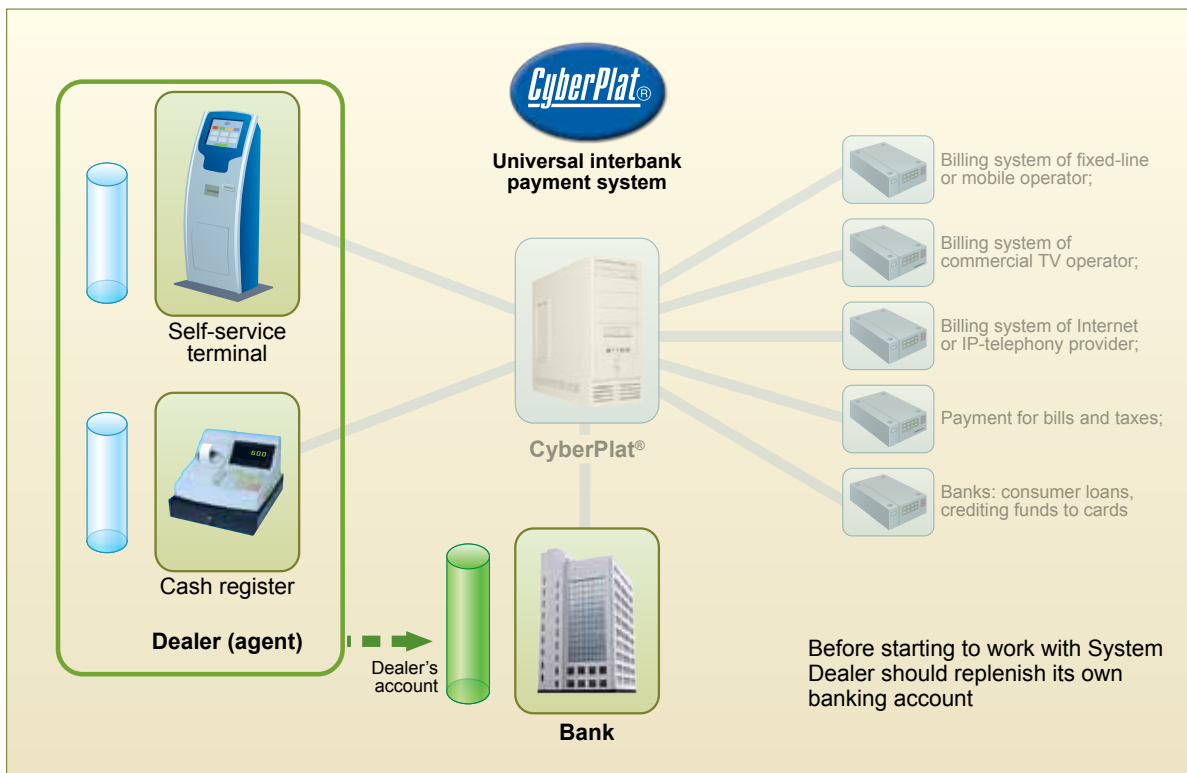 CyberPlat®
Universal interbank
payment system
Self-service
terminal
Cash register
Dealer (agent)
600
CyberPlat®
Dealer's
account
Bank
Billing system of fixed-line
or mobile operator;
Billing system of
commercial TV operator;
Billing system of Internet
or IP-telephony provider;
Payment for bills and taxes;
Banks: consumer loans,
crediting funds to cards
Before starting to work with System
Dealer should replenish its own
banking account